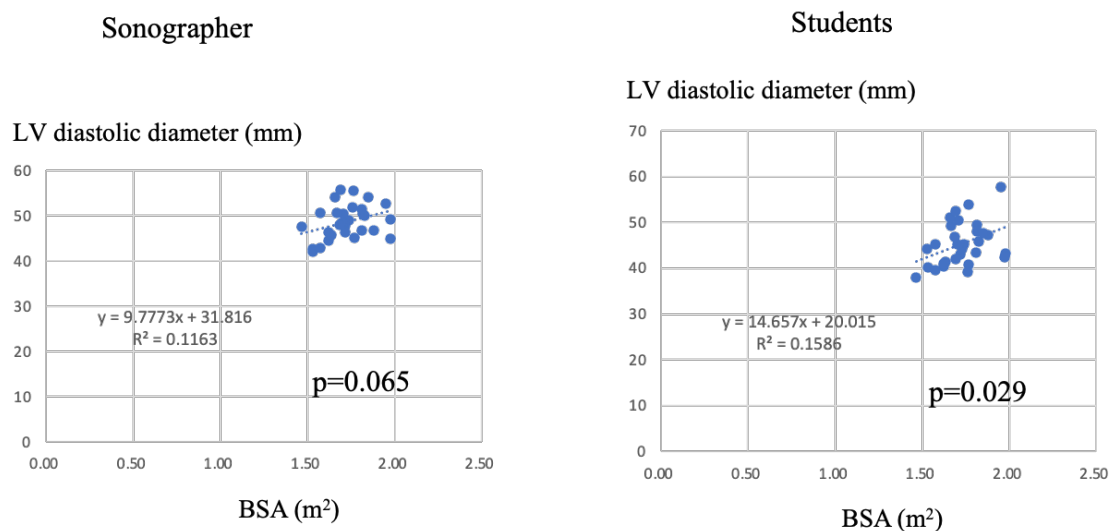 Sonographer
LV diastolic diameter (mm)
60
50
40
30
20
10
0
y = 9.7773x + 31.816
R² = 0.1163
p=0.065
0.00 0.50 1.00 1.50 2.00 2.50
BSA (m²)
Students
LV diastolic diameter (mm)
70
60
50
40
30
20
10
0
y = 14.657x + 20.015
R² = 0.1586
p=0.029
0.00 0.50 1.00 1.50 2.00 2.50
BSA (m²)